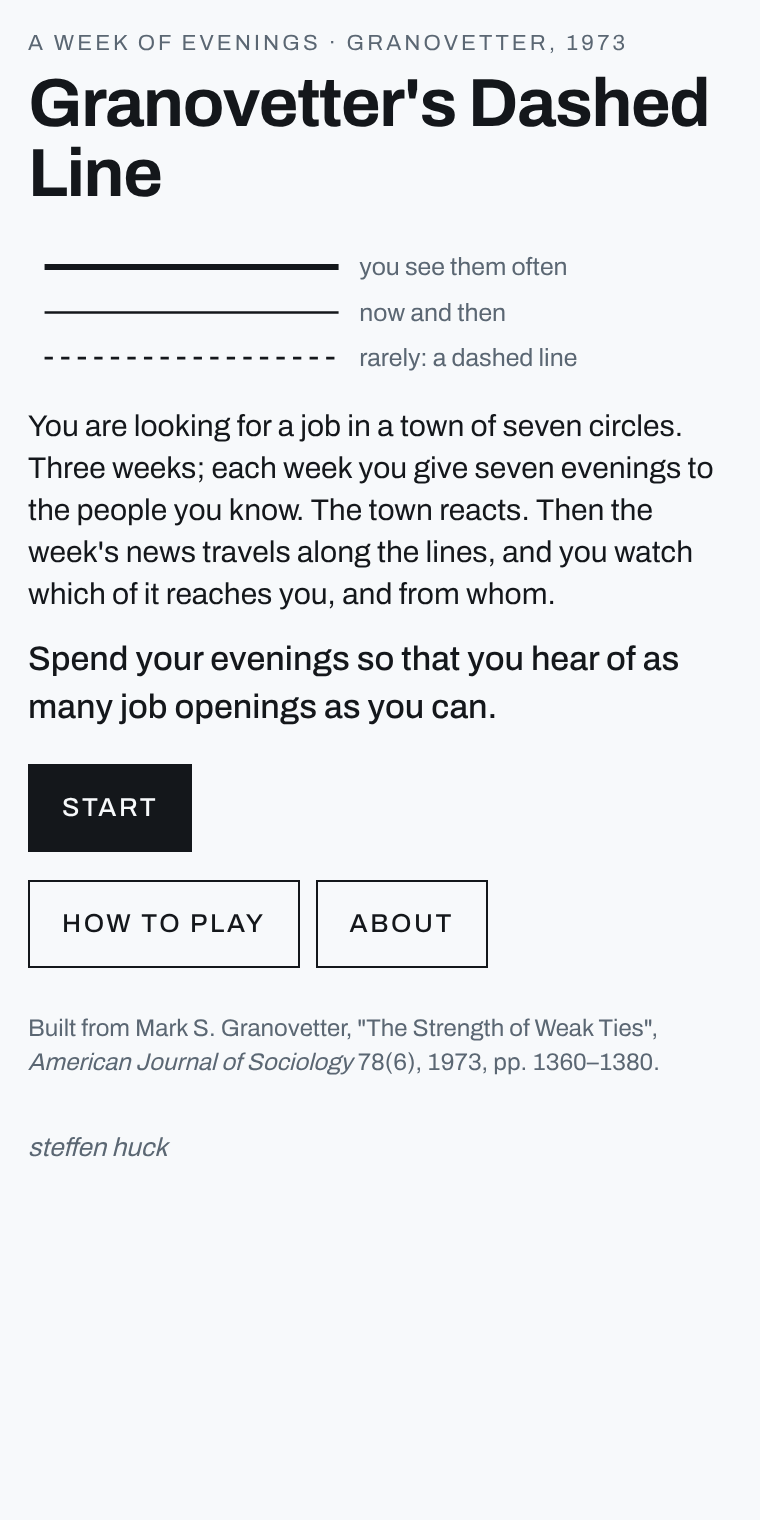 A WEEK OF EVENINGS · GRANOVETTER, 1973
Granovetter's Dashed
Line
you see them often
now and then
rarely: a dashed line
You are looking for a job in a town of seven circles.
Three weeks; each week you give seven evenings to
the people you know. The town reacts. Then the
week's news travels along the lines, and you watch
which of it reaches you, and from whom.
Spend your evenings so that you hear of as
many job openings as you can.
START
HOW TO PLAY
ABOUT
Built from Mark S. Granovetter, "The Strength of Weak Ties",
American Journal of Sociology 78(6), 1973, pp. 1360–1380.
steffen huck